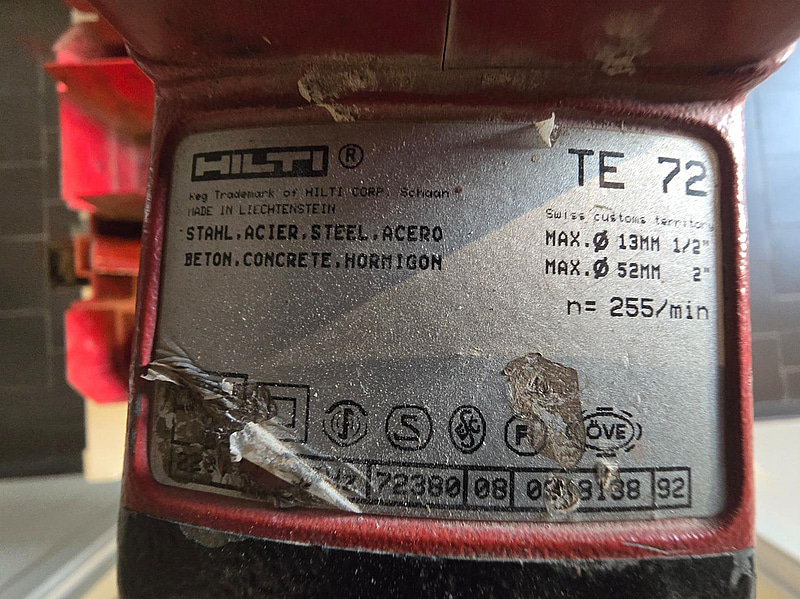 HILTI ®
TE 72
Reg Trademark of HILTI CORP. Schaan
MADE IN LIECHTENSTEIN
Swiss customs territory
STAHL,ACIER,STEEL,ACERO
MAX.Ø 13MM 1/2"
BETON,CONCRETE,HORMIGON
MAX.Ø 52MM 2"
n= 255/min
S
F
ÖVE
72380 08 138 92